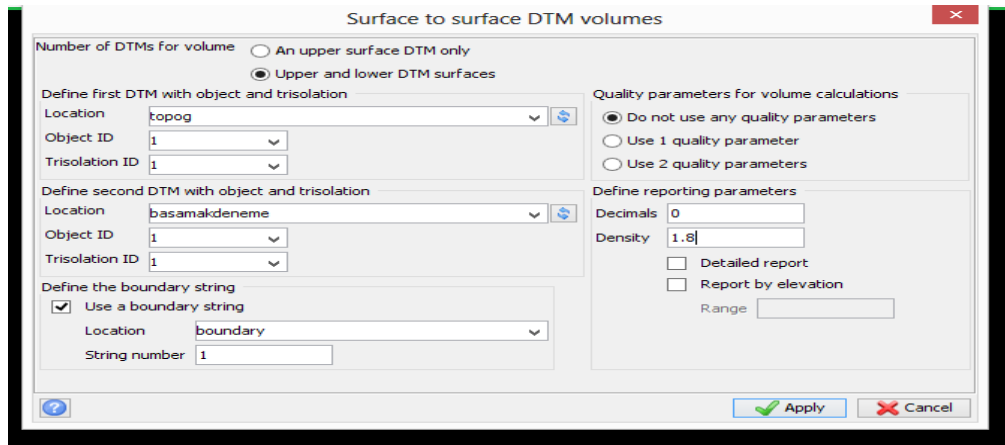 Surface to surface DTM volumes
Number of DTMs for volume
An upper surface DTM only
Upper and lower DTM surfaces
Define first DTM with object and trisolation
Location topog
Object ID 1
Trisolation ID 1
Define second DTM with object and trisolation
Location basamakdeneme
Object ID 1
Trisolation ID 1
Define the boundary string
Use a boundary string
Location boundary
String number 1
Quality parameters for volume calculations
Do not use any quality parameters
Use 1 quality parameter
Use 2 quality parameters
Define reporting parameters
Decimals 0
Density 1.8
Detailed report
Report by elevation
Range
Apply
Cancel